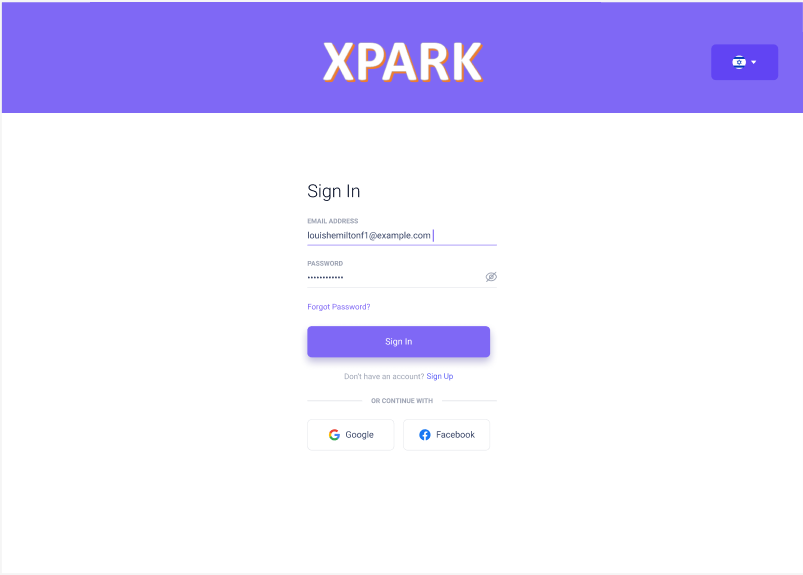 XPARK
Sign In
EMAIL ADDRESS
louishemiltonf1@example.com
PASSWORD
••••••••••••
Forgot Password?
Sign In
Don't have an account? Sign Up
OR CONTINUE WITH
Google
Facebook